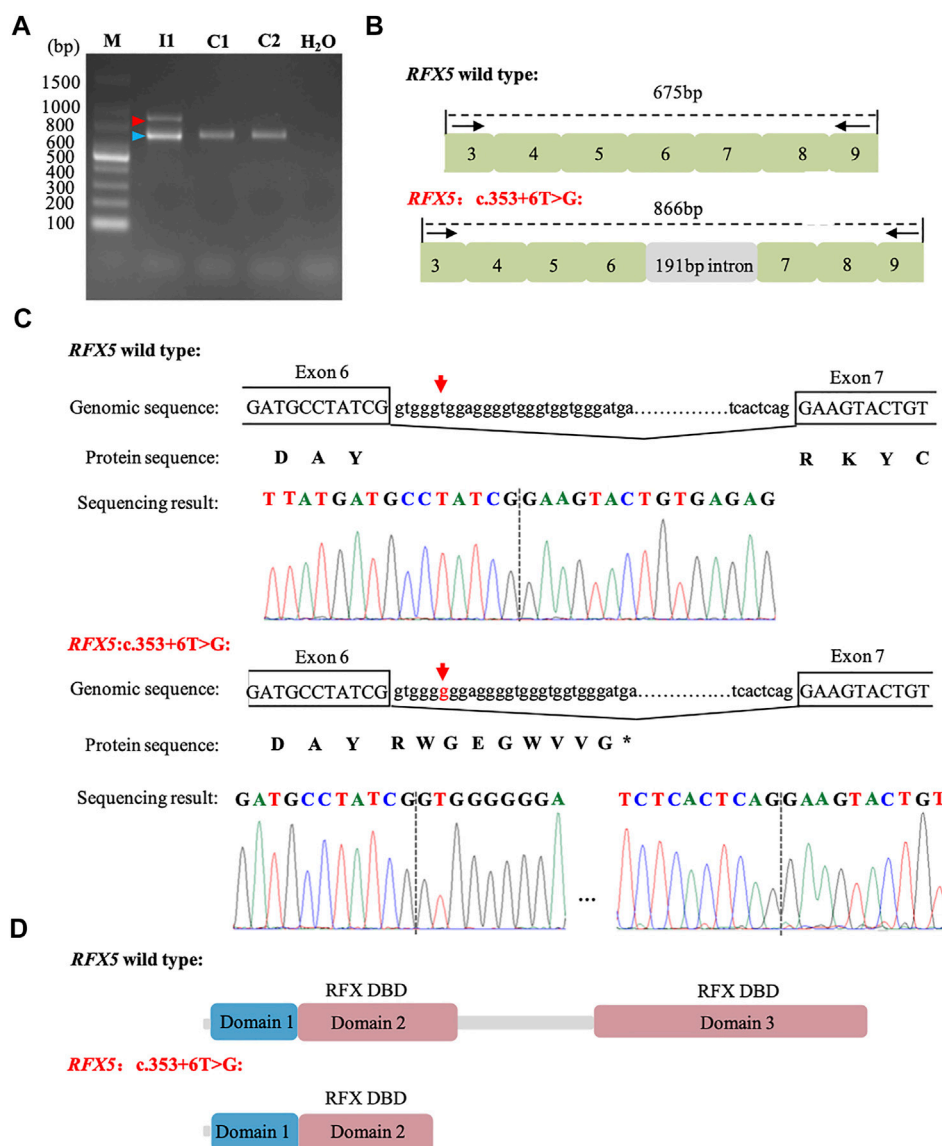 A
(bp) M I1 C1 C2 H₂O
1500
1000
800
600
500
400
300
200
100
B
RFX5 wild type:
675bp
3 4 5 6 7 8 9
RFX5: c.353+6T>G:
866bp
3 4 5 6 191bp intron 7 8 9
C
RFX5 wild type:
Exon 6 Exon 7
Genomic sequence: GATGCCTATCG gtgggtggaggggtgggtggtgggatga...............tcactcag GAAGTACTGT
Protein sequence: D A Y R K Y C
Sequencing result: T T A T G A T G C C T A T C G G A A G T A C T G T G A G A G
RFX5:c.353+6T>G:
Exon 6 Exon 7
Genomic sequence: GATGCCTATCG gtggggggaggggtgggtggtgggatga...............tcactcag GAAGTACTGT
Protein sequence: D A Y R W G E G W V V G *
Sequencing result: G A T G C C T A T C G G T G G G G G G A T C T C A C T C A G G A A G T A C T G T
...
D
RFX5 wild type:
RFX DBD RFX DBD
Domain 1 Domain 2 Domain 3
RFX5: c.353+6T>G:
RFX DBD
Domain 1 Domain 2